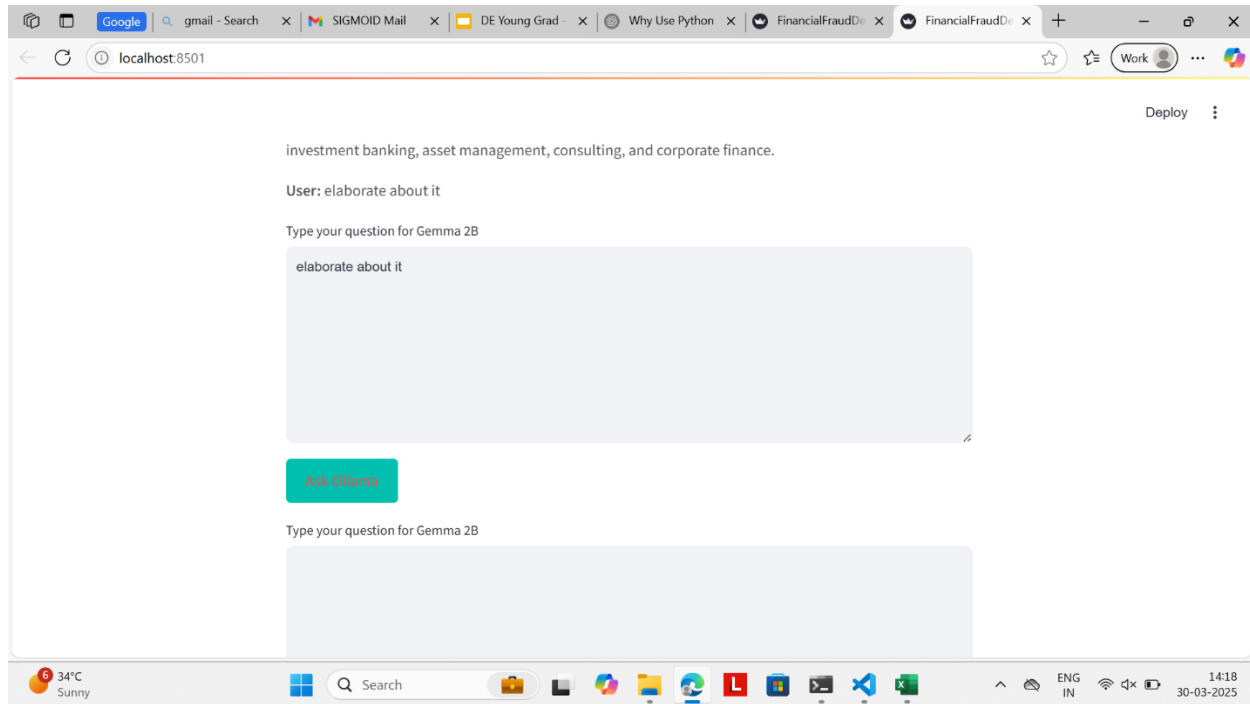 Google
gmail - Search
SIGMOID Mail
DE Young Grad -
Why Use Python
FinancialFraudDe
FinancialFraudDe
localhost:8501
Work
Deploy
investment banking, asset management, consulting, and corporate finance.
User: elaborate about it
Type your question for Gemma 2B
elaborate about it
Ask Ollama
Type your question for Gemma 2B
6
34°C
Sunny
Search
L
ENG
IN
14:18
30-03-2025